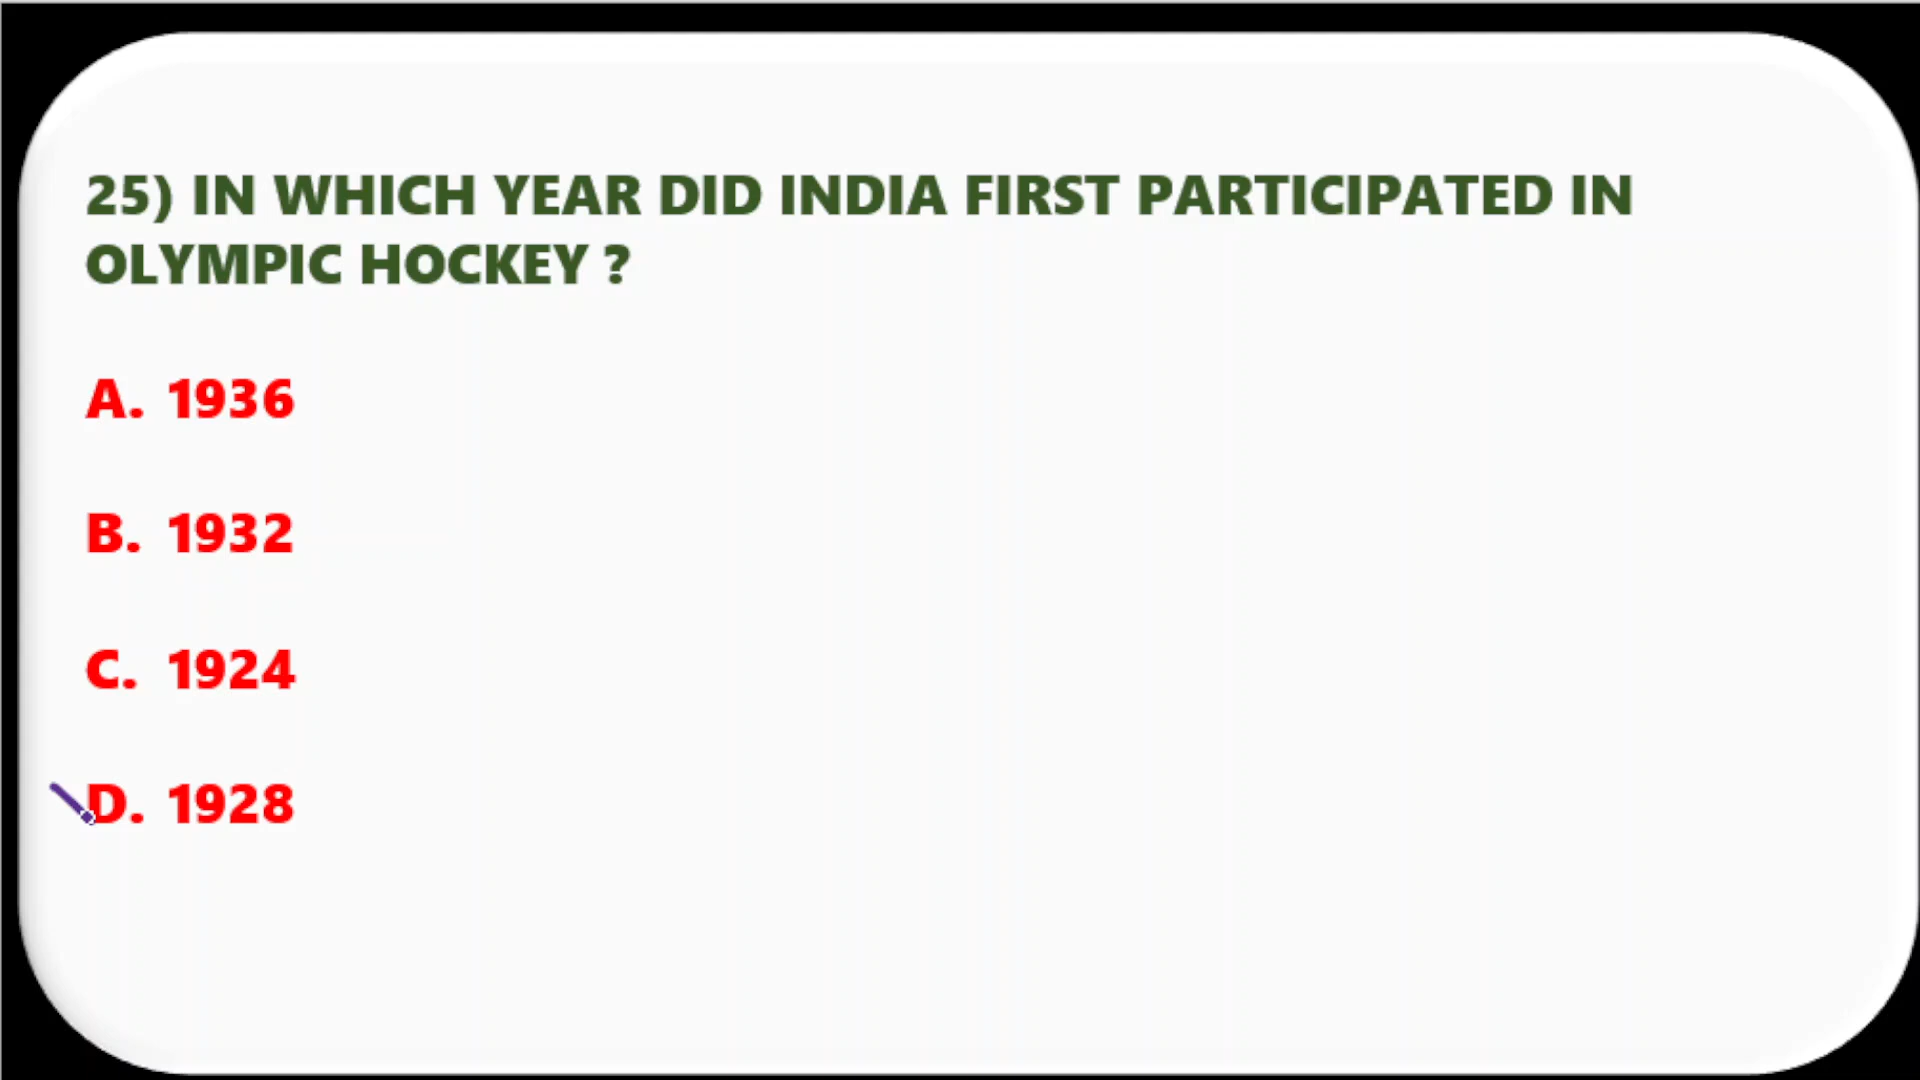 25) IN WHICH YEAR DID INDIA FIRST PARTICIPATED IN
OLYMPIC HOCKEY ?
A. 1936
B. 1932
C. 1924
D. 1928